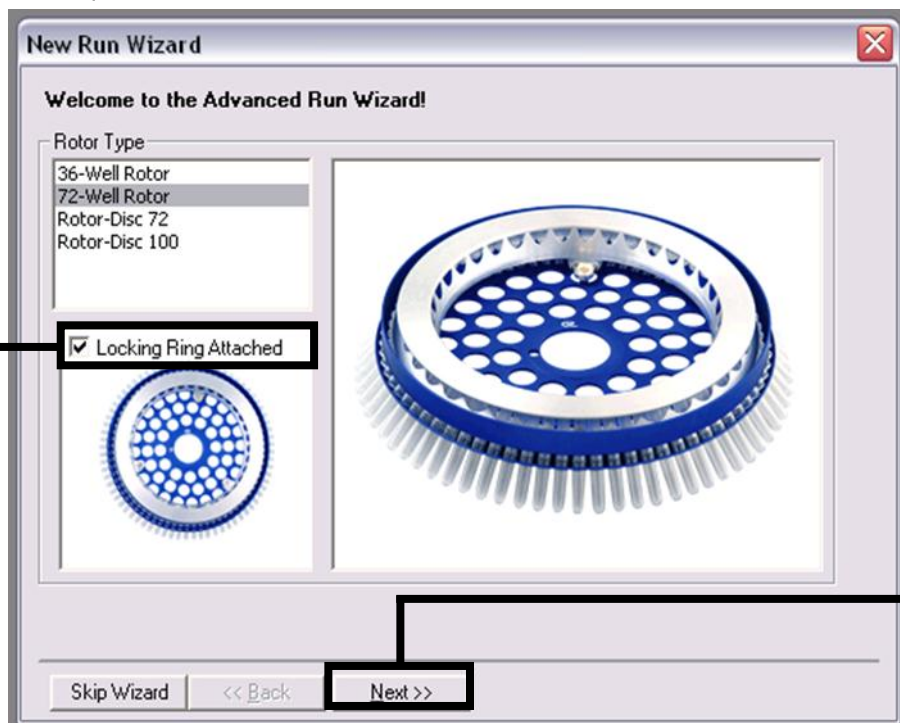 New Run Wizard
Welcome to the Advanced Run Wizard!
Rotor Type
36-Well Rotor
72-Well Rotor
Rotor-Disc 72
Rotor-Disc 100
Locking Ring Attached
Skip Wizard
<< Back
Next >>